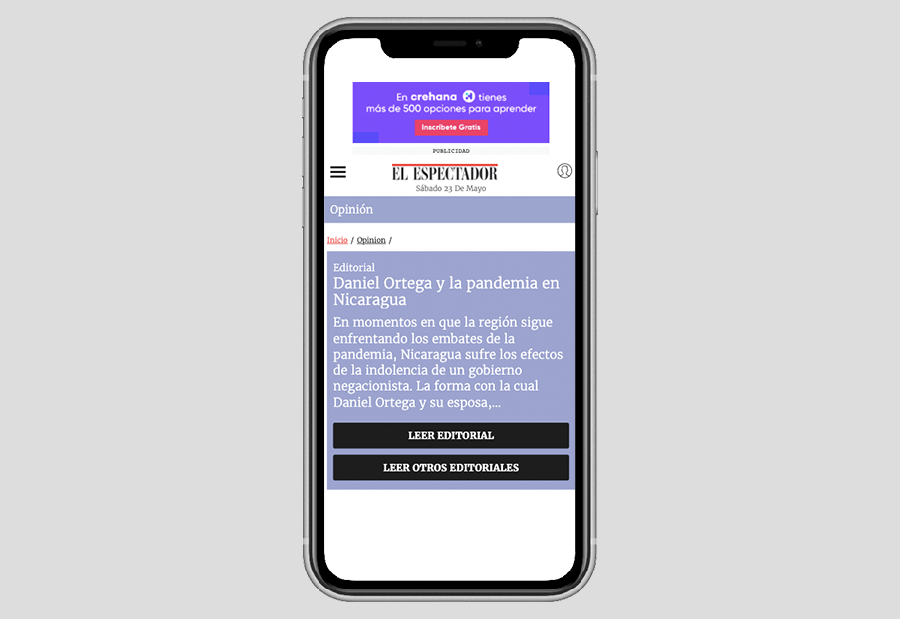 En crehana tienes
más de 500 opciones para aprender
Inscríbete Gratis
PUBLICIDAD
EL ESPECTADOR
Sábado 23 De Mayo
Opinión
Inicio / Opinion /
Editorial
Daniel Ortega y la pandemia en
Nicaragua
En momentos en que la región sigue
enfrentando los embates de la
pandemia, Nicaragua sufre los efectos
de la indolencia de un gobierno
negacionista. La forma con la cual
Daniel Ortega y su esposa,...
LEER EDITORIAL
LEER OTROS EDITORIALES